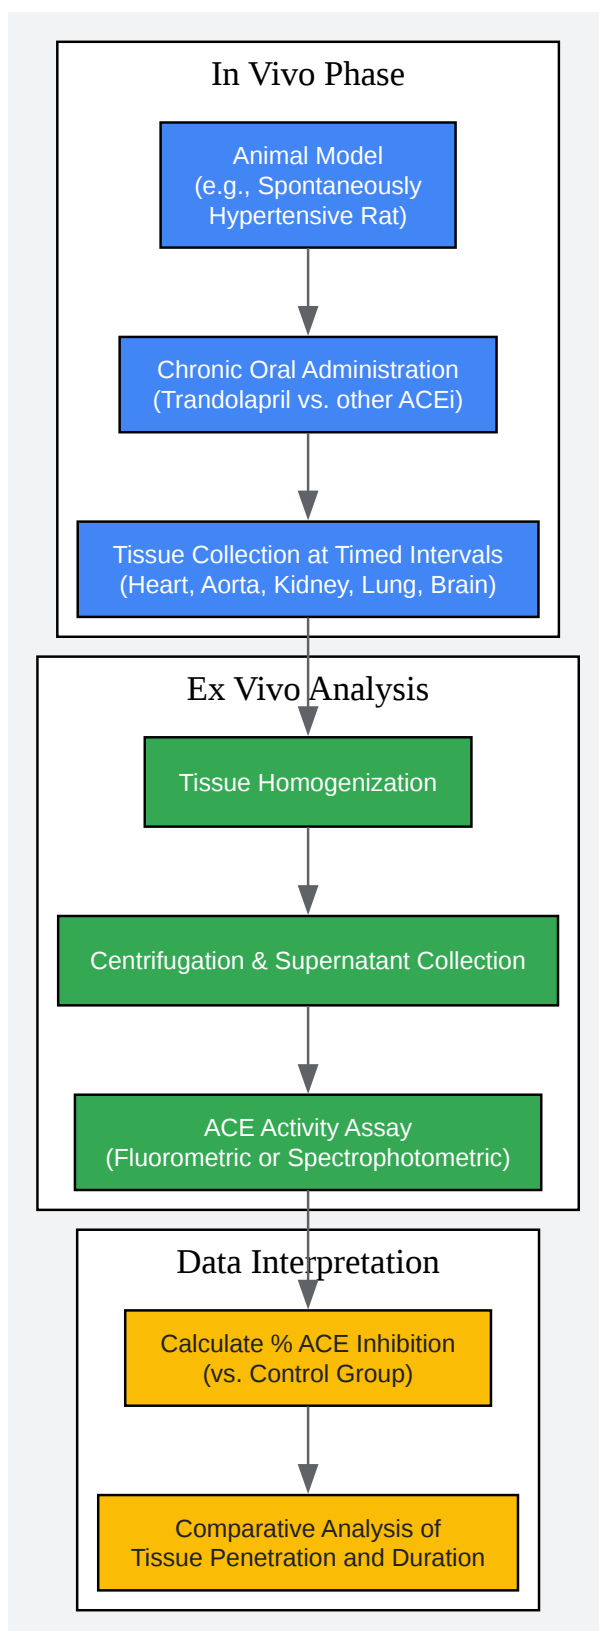 In Vivo Phase
Animal Model
(e.g., Spontaneously
Hypertensive Rat)
Chronic Oral Administration
(Trandolapril vs. other ACEi)
Tissue Collection at Timed Intervals
(Heart, Aorta, Kidney, Lung, Brain)
Ex Vivo Analysis
Tissue Homogenization
Centrifugation & Supernatant Collection
ACE Activity Assay
(Fluorometric or Spectrophotometric)
Data Interpretation
Calculate % ACE Inhibition
(vs. Control Group)
Comparative Analysis of
Tissue Penetration and Duration